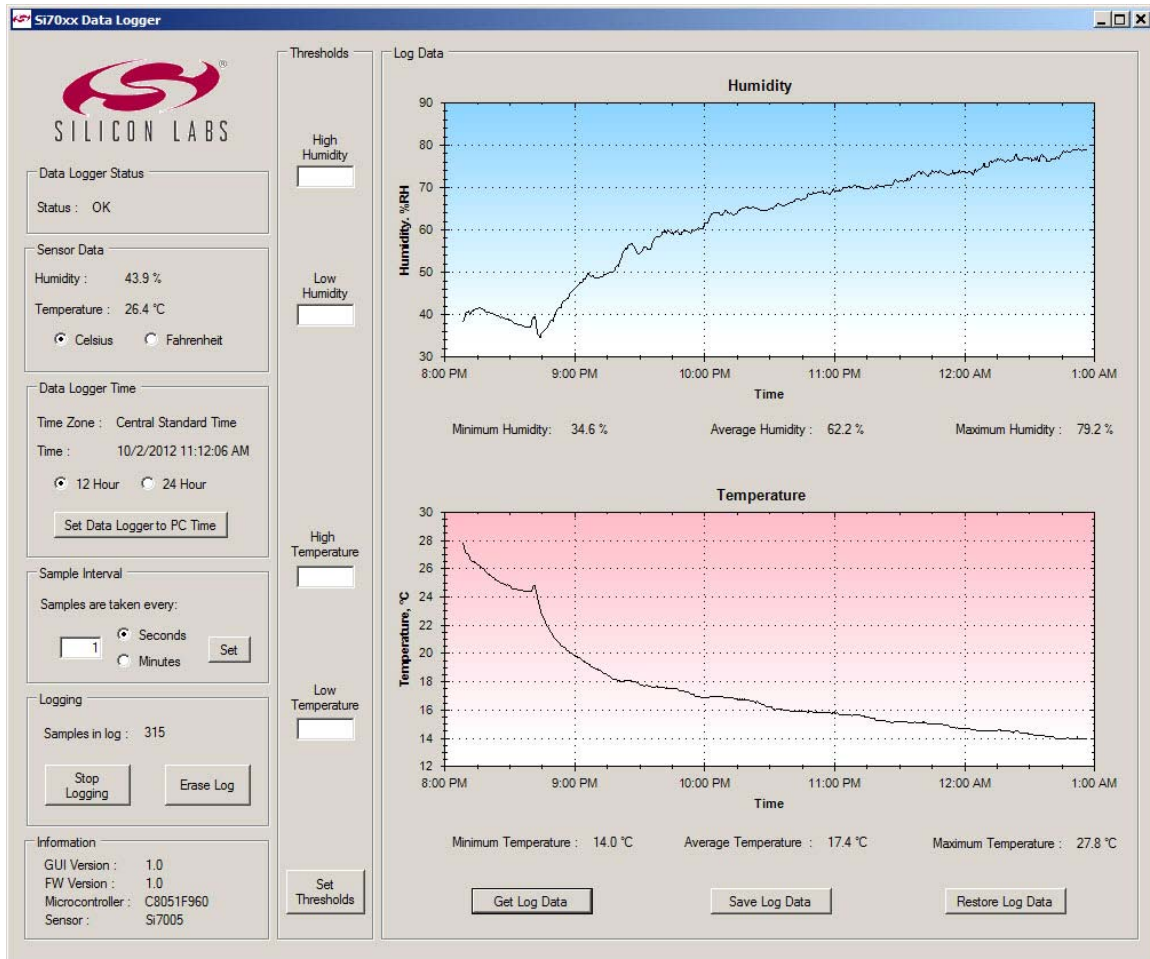 Si70xx Data Logger
SILICON LABS
®
Data Logger Status
Status : OK
Sensor Data
Humidity : 43.9 %
Temperature : 26.4 °C
Celsius Fahrenheit
Data Logger Time
Time Zone : Central Standard Time
Time : 10/2/2012 11:12:06 AM
12 Hour 24 Hour
Set Data Logger to PC Time
Sample Interval
Samples are taken every:
1
Seconds
Minutes
Set
Logging
Samples in log : 315
Stop
Logging
Erase Log
Information
GUI Version : 1.0
FW Version : 1.0
Microcontroller : C8051F960
Sensor : Si7005
Thresholds
High
Humidity
Low
Humidity
High
Temperature
Low
Temperature
Set
Thresholds
Log Data
Humidity
Humidity. %RH
90
80
70
60
50
40
30
8:00 PM 9:00 PM 10:00 PM 11:00 PM 12:00 AM 1:00 AM
Time
Minimum Humidity: 34.6 % Average Humidity : 62.2 % Maximum Humidity : 79.2 %
Temperature
Temperature, °C
30
28
26
24
22
20
18
16
14
12
8:00 PM 9:00 PM 10:00 PM 11:00 PM 12:00 AM 1:00 AM
Time
Minimum Temperature : 14.0 °C Average Temperature : 17.4 °C Maximum Temperature : 27.8 °C
Get Log Data Save Log Data Restore Log Data